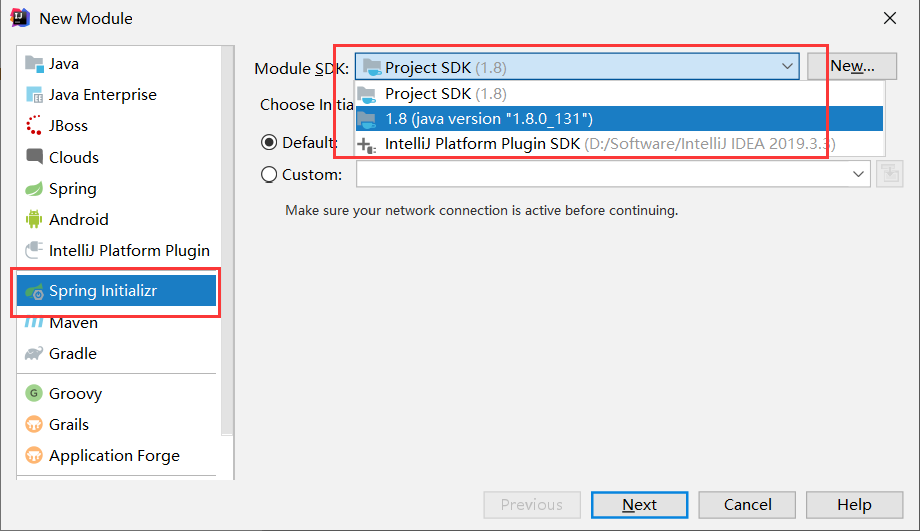 New Module
Java
Java Enterprise
JBoss
Clouds
Spring
Android
IntelliJ Platform Plugin
Spring Initializr
Maven
Gradle
Groovy
Grails
Application Forge
Module SDK: Project SDK (1.8) New...
Project SDK (1.8)
1.8 (java version "1.8.0_131")
IntelliJ Platform Plugin SDK (D:/Software/IntelliJ IDEA 2019.3.3)
Choose Initia
Default:
Custom:
Make sure your network connection is active before continuing.
Previous Next Cancel Help